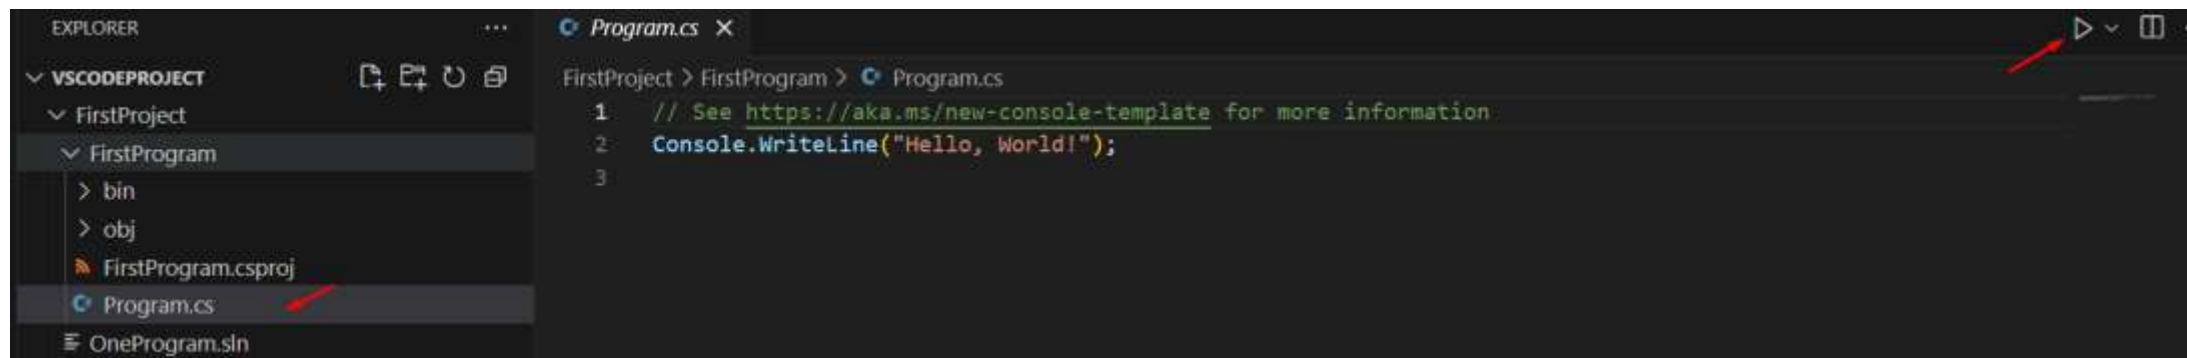 EXPLORER
VSCODEPROJECT
FirstProject
FirstProgram
bin
obj
FirstProgram.csproj
Program.cs
OneProgram.sln
Program.cs
FirstProject > FirstProgram > Program.cs
1 // See https://aka.ms/new-console-template for more information
2 Console.WriteLine("Hello, World!");
3